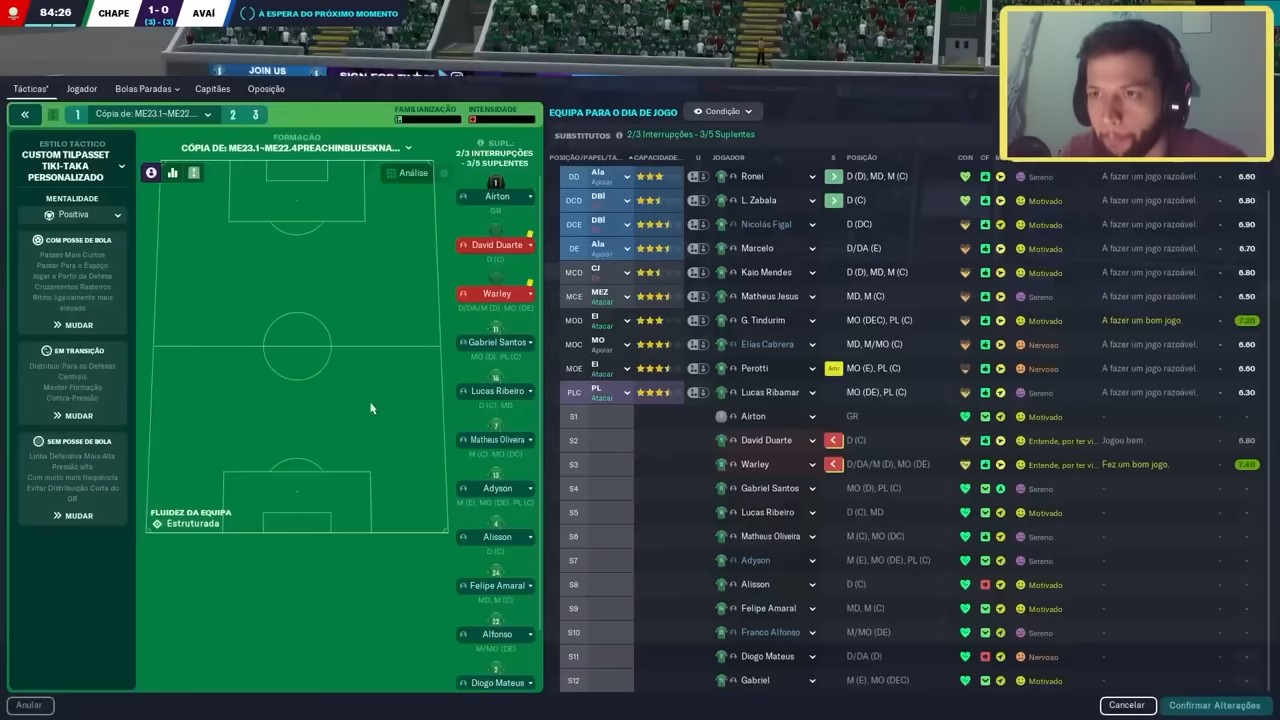 84:26
CHAPE
1 - 0
(3) - (3)
AVAÍ
À ESPERA DO PRÓXIMO MOMENTO
JOIN US
Tácticas*
Jogador
Bolas Paradas
Capitães
Oposição
1
Cópia de: ME23.1~ME22....
2
3
FAMILIARIZAÇÃO
INTENSIDADE
ESTILO TÁCTICO
CUSTOM TILPASSET
TIKI-TAKA
PERSONALIZADO
MENTALIDADE
Positiva
COM POSSE DE BOLA
Passes Mais Curtos
Passar Para o Espaço
Jogar a Partir da Defesa
Cruzamentos Rasteiros
Ritmo ligeiramente mais
elevado
MUDAR
EM TRANSIÇÃO
Distribuir Para os Defesas
Centrais
Manter Formação
Contra-Pressão
MUDAR
SEM POSSE DE BOLA
Linha Defensiva Mais Alta
Pressão alta
Com muito mais frequência
Evitar Distribuição Curta do
GR
MUDAR
FORMAÇÃO
CÓPIA DE: ME23.1~ME22.4PREACHINBLUESKNA...
Análise
FLUIDEZ DA EQUIPA
Estruturada
SUPL.:
2/3 INTERRUPÇÕES
- 3/5 SUPLENTES
1
Airton
GR
David Duarte
D (C)
Warley
D/DA/M (D), MO (DE)
11
Gabriel Santos
MO (D), PL (C)
16
Lucas Ribeiro
D (C), MD
7
Matheus Oliveira
M (C), MO (DC)
Adyson
M (E), MO (DE), PL (C)
4
Alisson
D (C)
24
Felipe Amaral
MD, M (C)
22
Alfonso
M/MO (DE)
2
Diogo Mateus
EQUIPA PARA O DIA DE JOGO
Condição
SUBSTITUTOS
2/3 Interrupções - 3/5 Suplentes
POSIÇÃO/PAPEL/TA...
CAPACIDADE...
JOGADOR
S
POSIÇÃO
CON
CF
DD Ala Apoiar Ronei D (D), MD, M (C) Sereno A fazer um jogo razoável. - 6.60
DCD DBl L. Zabala D (C) Motivado A fazer um jogo razoável. - 6.80
DCE DBl Nicolás Figal D (DC) Motivado A fazer um jogo razoável. - 6.90
DE Ala Apoiar Marcelo D/DA (E) Motivado A fazer um jogo razoável. - 6.70
MCD CJ Kaio Mendes D (D), MD, M (C) Motivado A fazer um jogo razoável. - 6.80
MCE MEZ Atacar Matheus Jesus MD, M (C) Sereno A fazer um jogo razoável. - 6.50
MOD EI Atacar G. Tindurim MO (DEC), PL (C) Motivado A fazer um bom jogo. - 7.20
MOC MO Apoiar Elías Cabrera MD, M/MO (C) Nervoso A fazer um jogo razoável. - 6.60
MOE EI Atacar Perotti Amr MO (E), PL (C) Nervoso A fazer um jogo razoável. - 6.60
PLC PL Atacar Lucas Ribamar MO (DE), PL (C) Sereno A fazer um jogo razoável. - 6.30
S1 Airton GR Motivado - - -
S2 David Duarte D (C) Entende, por ter vi... Jogou bem. - 6.80
S3 Warley D/DA/M (D), MO (DE) Entende, por ter vi... Fez um bom jogo. - 7.40
S4 Gabriel Santos MO (D), PL (C) Sereno - - -
S5 Lucas Ribeiro D (C), MD Motivado - - -
S6 Matheus Oliveira M (C), MO (DC) Sereno - - -
S7 Adyson M (E), MO (DE), PL (C) Sereno - - -
S8 Alisson D (C) Motivado - - -
S9 Felipe Amaral MD, M (C) Motivado - - -
S10 Franco Alfonso M/MO (DE) Sereno - - -
S11 Diogo Mateus D/DA (D) Nervoso - - -
S12 Gabriel M (E), MO (DEC) Motivado - - -
Anular
Cancelar
Confirmar Alterações